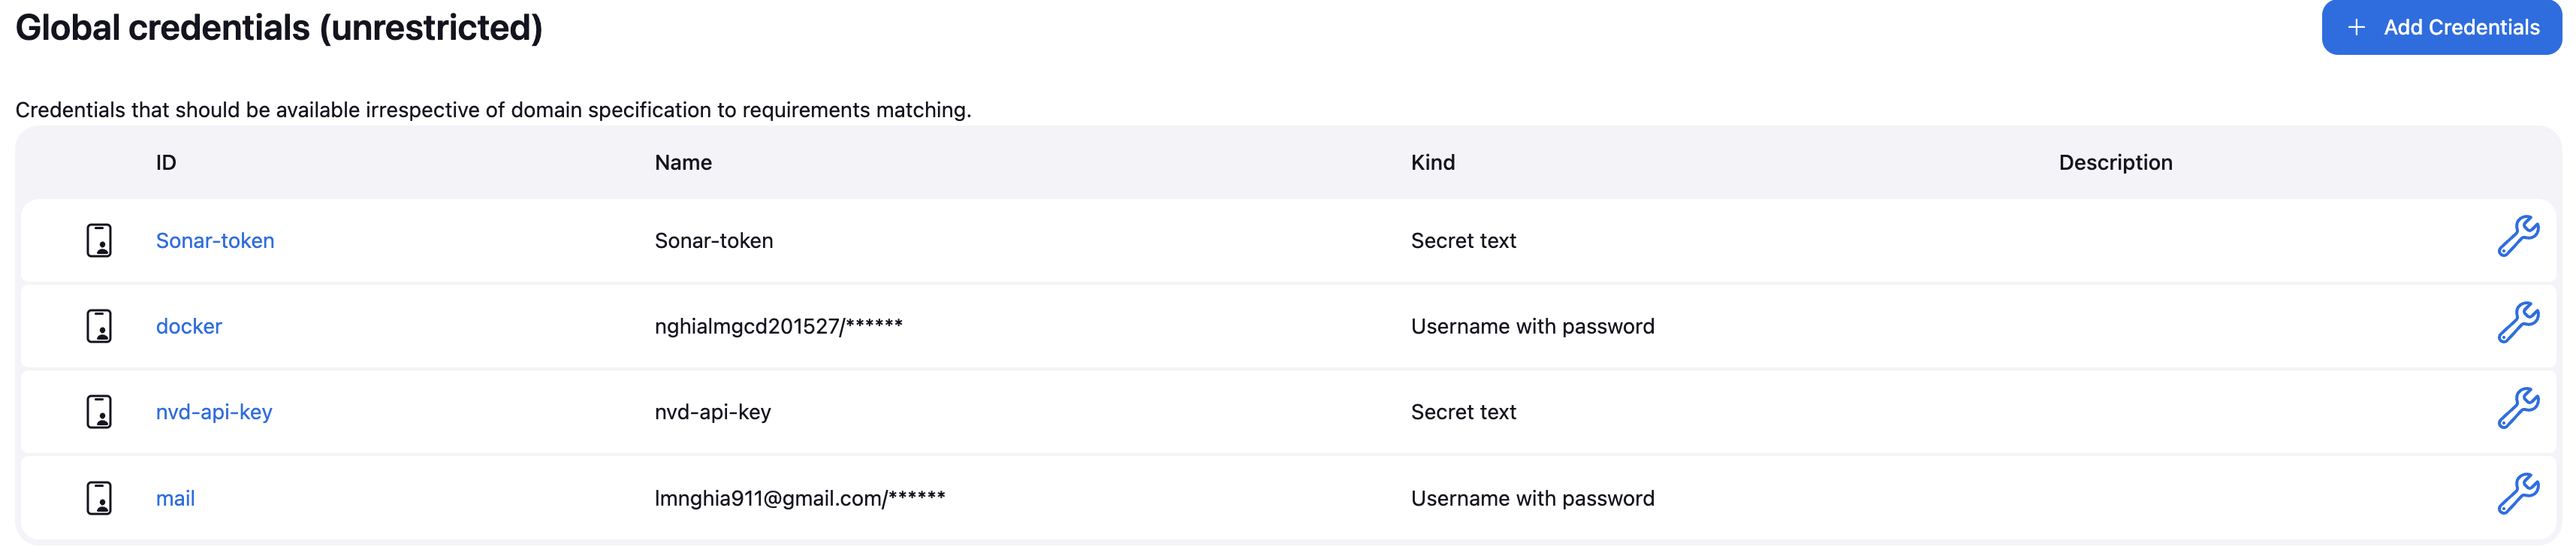 Global credentials (unrestricted)
+ Add Credentials
Credentials that should be available irrespective of domain specification to requirements matching.
ID Name Kind Description
Sonar-token Sonar-token Secret text
docker nghialmgcd201527/****** Username with password
nvd-api-key nvd-api-key Secret text
mail lmnghia911@gmail.com/****** Username with password